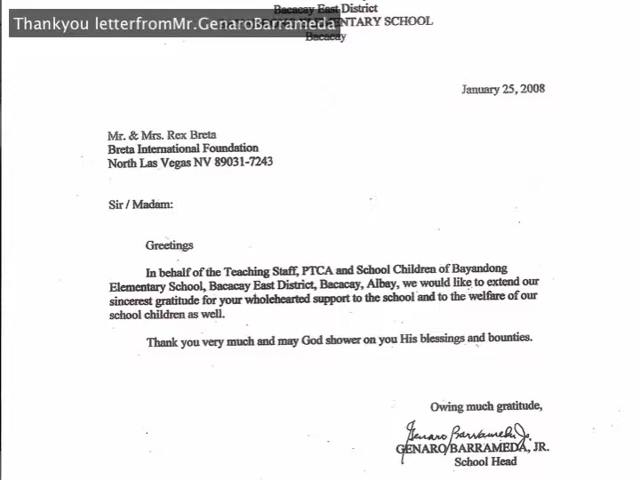 Bacacay East District
Thankyou letterfromMr.GenaroBarrameda
ENTARY SCHOOL
Bacacay
January 25, 2008
Mr. & Mrs. Rex Breta
Breta International Foundation
North Las Vegas NV 89031-7243
Sir / Madam:
Greetings
In behalf of the Teaching Staff, PTCA and School Children of Bayandong
Elementary School, Bacacay East District, Bacacay, Albay, we would like to extend our
sincerest gratitude for your wholehearted support to the school and to the welfare of our
school children as well.
Thank you very much and may God shower on you His blessings and bounties.
Owing much gratitude,
Genaro Barrameda Jr.
GENARO BARRAMEDA, JR.
School Head